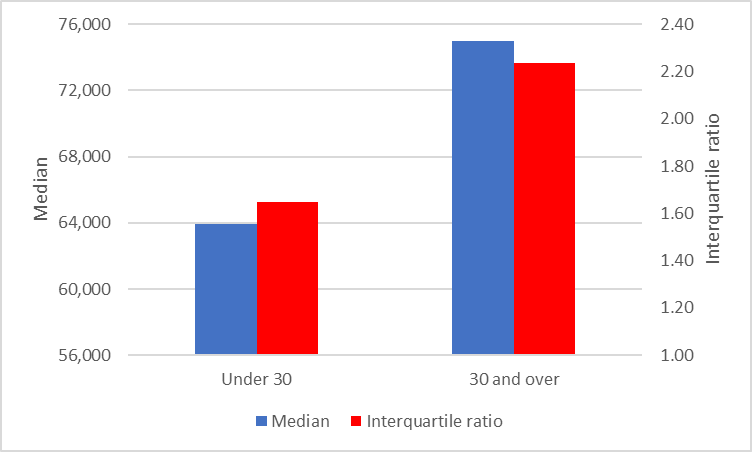 76,000
72,000
68,000
64,000
60,000
56,000
Median
2.40
2.20
2.00
1.80
1.60
1.40
1.20
1.00
Interquartile ratio
Under 30
30 and over
Median
Interquartile ratio